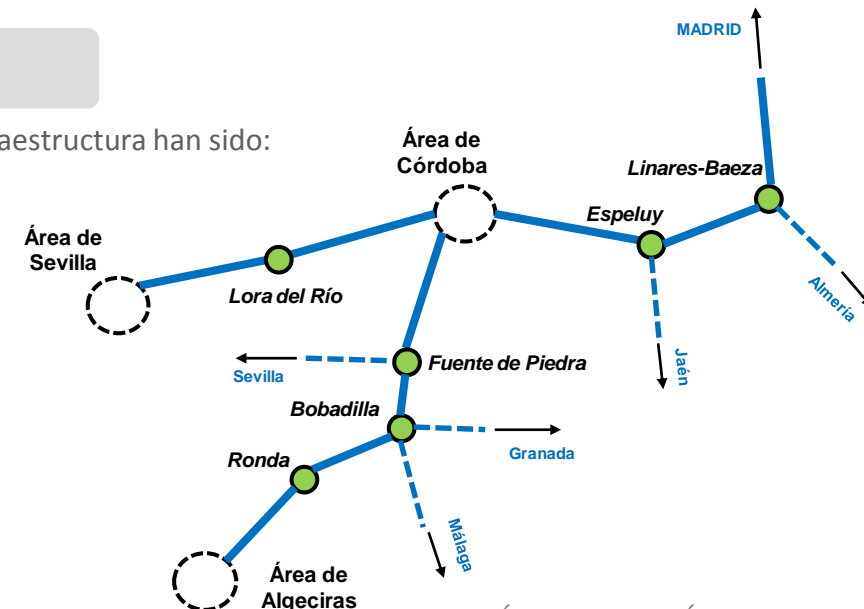 MADRID
aestructura han sido:
Área de
Córdoba
Linares-Baeza
Espeluy
Área de
Sevilla
Lora del Río
Almería
Jaén
Sevilla
Fuente de Piedra
Bobadilla
Granada
Ronda
Málaga
Área de
Algeciras